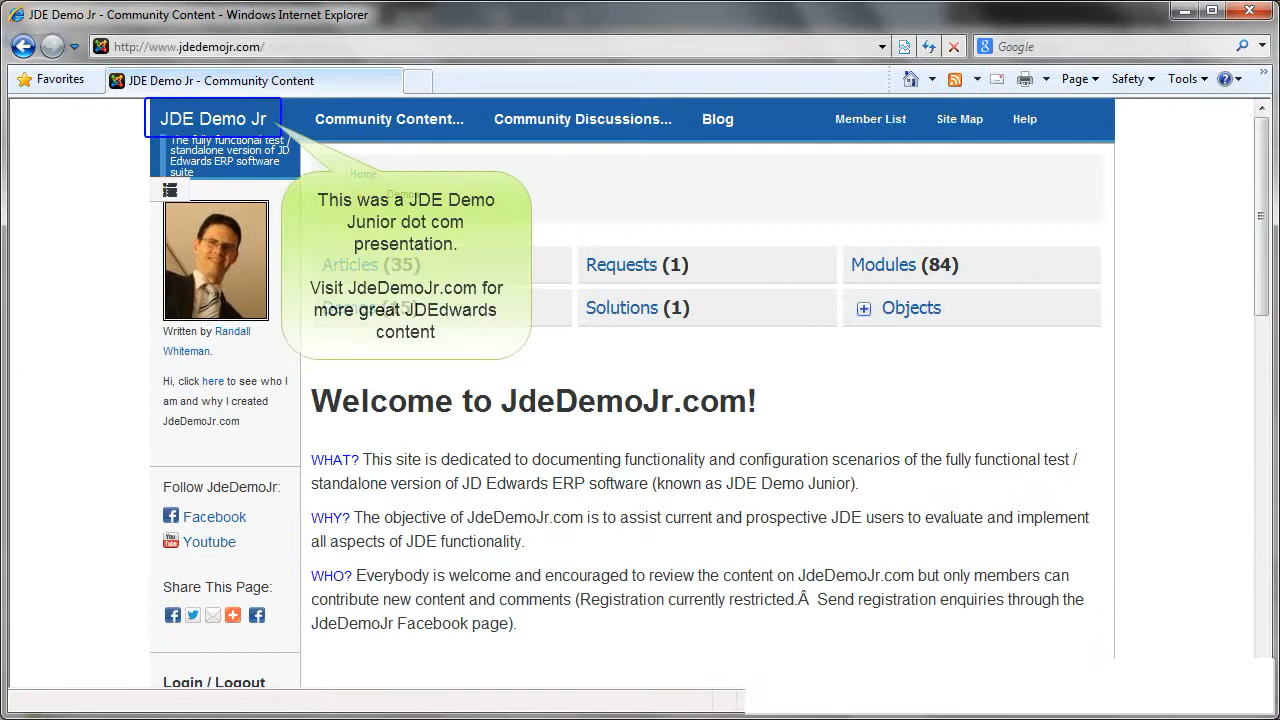 JDE Demo Jr - Community Content - Windows Internet Explorer
http://www.jdedemojr.com/
Google
Favorites
JDE Demo Jr - Community Content
Page
Safety
Tools
JDE Demo Jr
Community Content...
Community Discussions...
Blog
Member List
Site Map
Help
The fully functional test /
standalone version of JD
Edwards ERP software
suite
Home
Demos
This was a JDE Demo
Junior dot com
presentation.
Visit JdeDemoJr.com for
more great JDEdwards
content
Articles (35)
Requests (1)
Modules (84)
Demos (15)
Solutions (1)
Objects
Written by Randall
Whiteman.
Hi, click here to see who I
am and why I created
JdeDemoJr.com
Welcome to JdeDemoJr.com!
WHAT? This site is dedicated to documenting functionality and configuration scenarios of the fully functional test /
standalone version of JD Edwards ERP software (known as JDE Demo Junior).
WHY? The objective of JdeDemoJr.com is to assist current and prospective JDE users to evaluate and implement
all aspects of JDE functionality.
WHO? Everybody is welcome and encouraged to review the content on JdeDemoJr.com but only members can
contribute new content and comments (Registration currently restricted.Â  Send registration enquiries through the
JdeDemoJr Facebook page).
Follow JdeDemoJr:
Facebook
You Tube Youtube
Share This Page:
Login / Logout